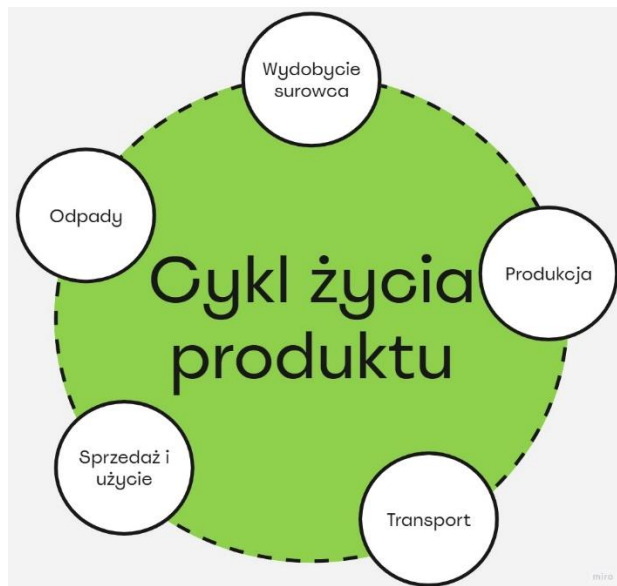 Wydobycie
surowca
Odpady
Cykl życia
produktu
Produkcja
Sprzedaż i
użycie
Transport
miro